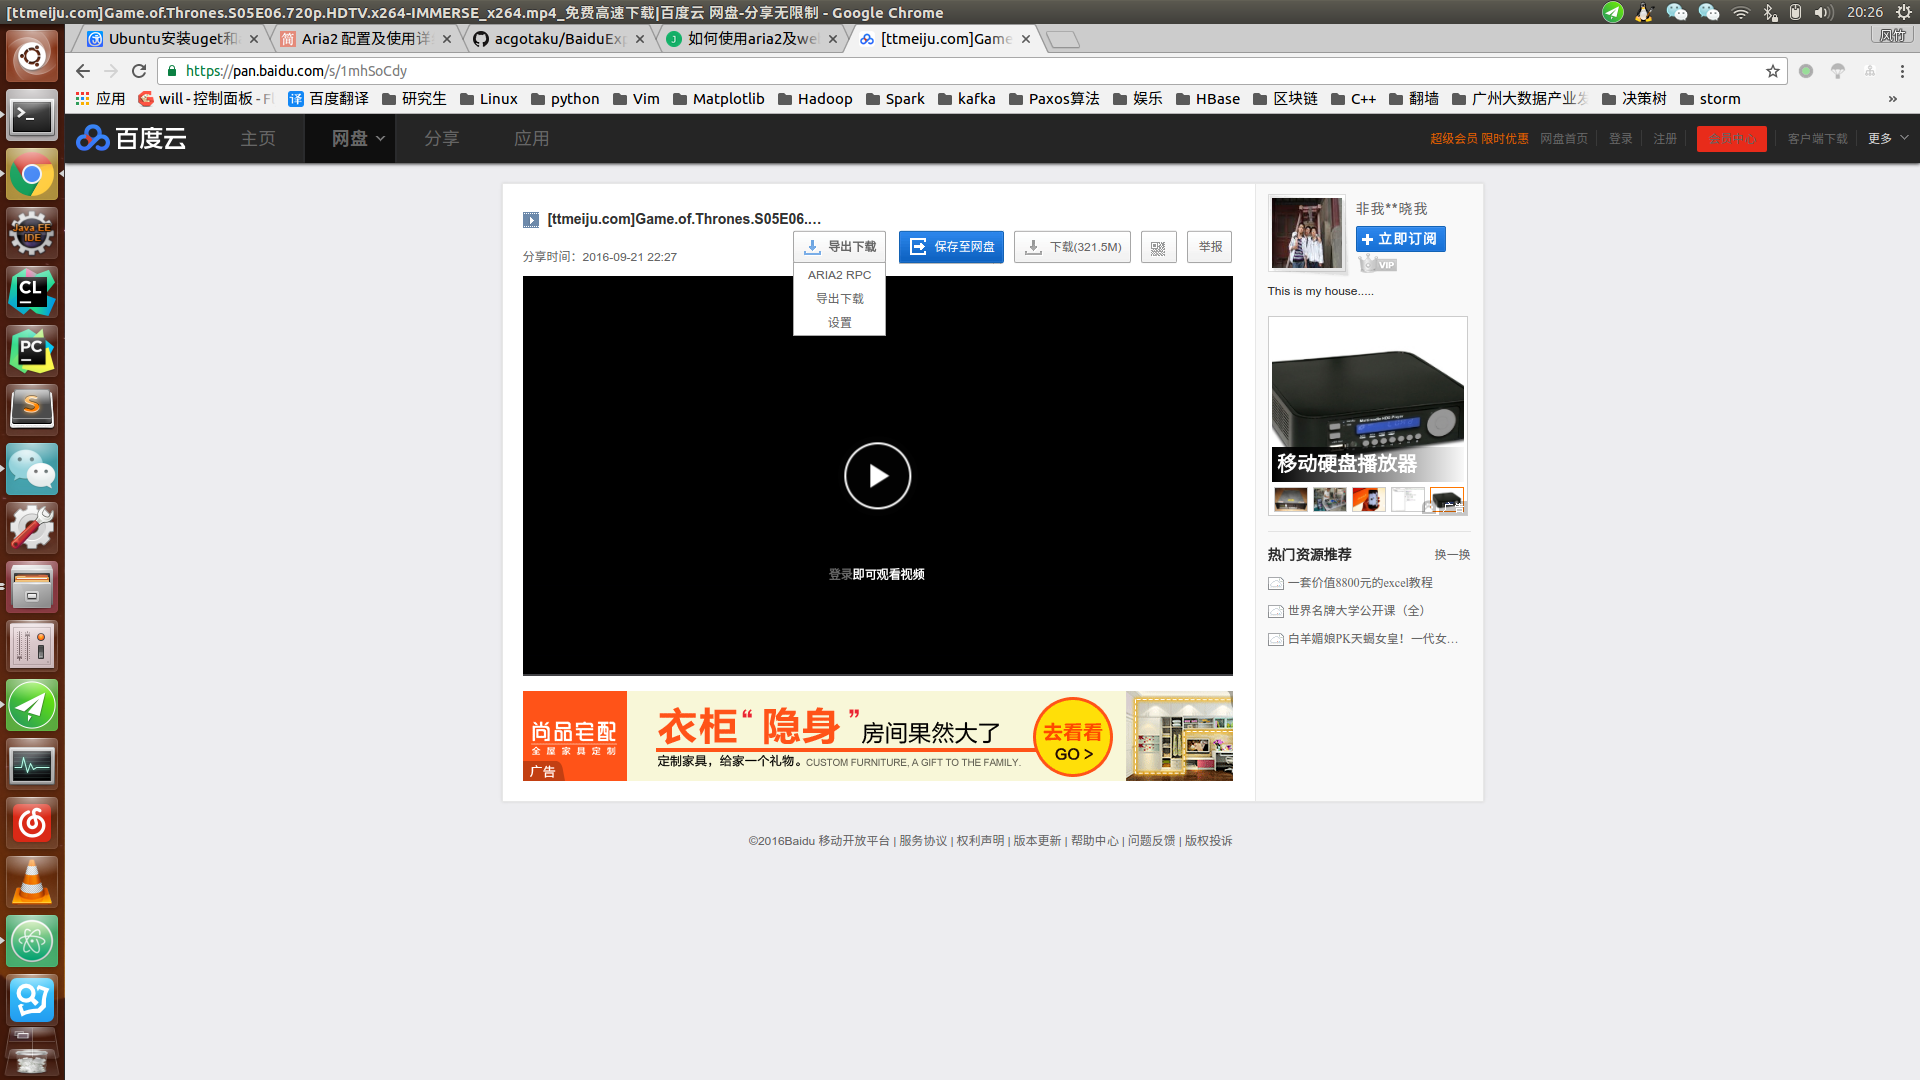 [ttmeiju.com]Game.of.Thrones.S05E06.720p.HDTV.x264-IMMERSE_x264.mp4_免费高速下载|百度云 网盘-分享无限制 - Google Chrome
20:26
Ubuntu安装uget和
Aria2 配置及使用详
acgotaku/BaiduExp
如何使用aria2及we
[ttmeiju.com]Game
风竹
https://pan.baidu.com/s/1mhSoCdy
应用
will - 控制面板 - F
百度翻译
研究生
Linux
python
Vim
Matplotlib
Hadoop
Spark
kafka
Paxos算法
娱乐
HBase
区块链
C++
翻墙
广州大数据产业
决策树
storm
»
百度云
主页
网盘
分享
应用
超级会员 限时优惠
网盘首页
登录
注册
会员中心
客户端下载
更多
[ttmeiju.com]Game.of.Thrones.S05E06....
分享时间：2016-09-21 22:27
导出下载
保存至网盘
下载(321.5M)
举报
ARIA2 RPC
导出下载
设置
登录即可观看视频
非我**晓我
立即订阅
VIP
This is my house.....
移动硬盘播放器
广告
热门资源推荐
换一换
一套价值8800元的excel教程
世界名牌大学公开课（全）
白羊媚娘PK天蝎女皇！一代女...
尚品宅配
全屋家具定制
广告
衣柜“隐身”房间果然大了
定制家具，给家一个礼物。CUSTOM FURNITURE, A GIFT TO THE FAMILY.
去看看
GO >
©2016Baidu 移动开放平台 | 服务协议 | 权利声明 | 版本更新 | 帮助中心 | 问题反馈 | 版权投诉
Java EE
IDE
CL
PC
S